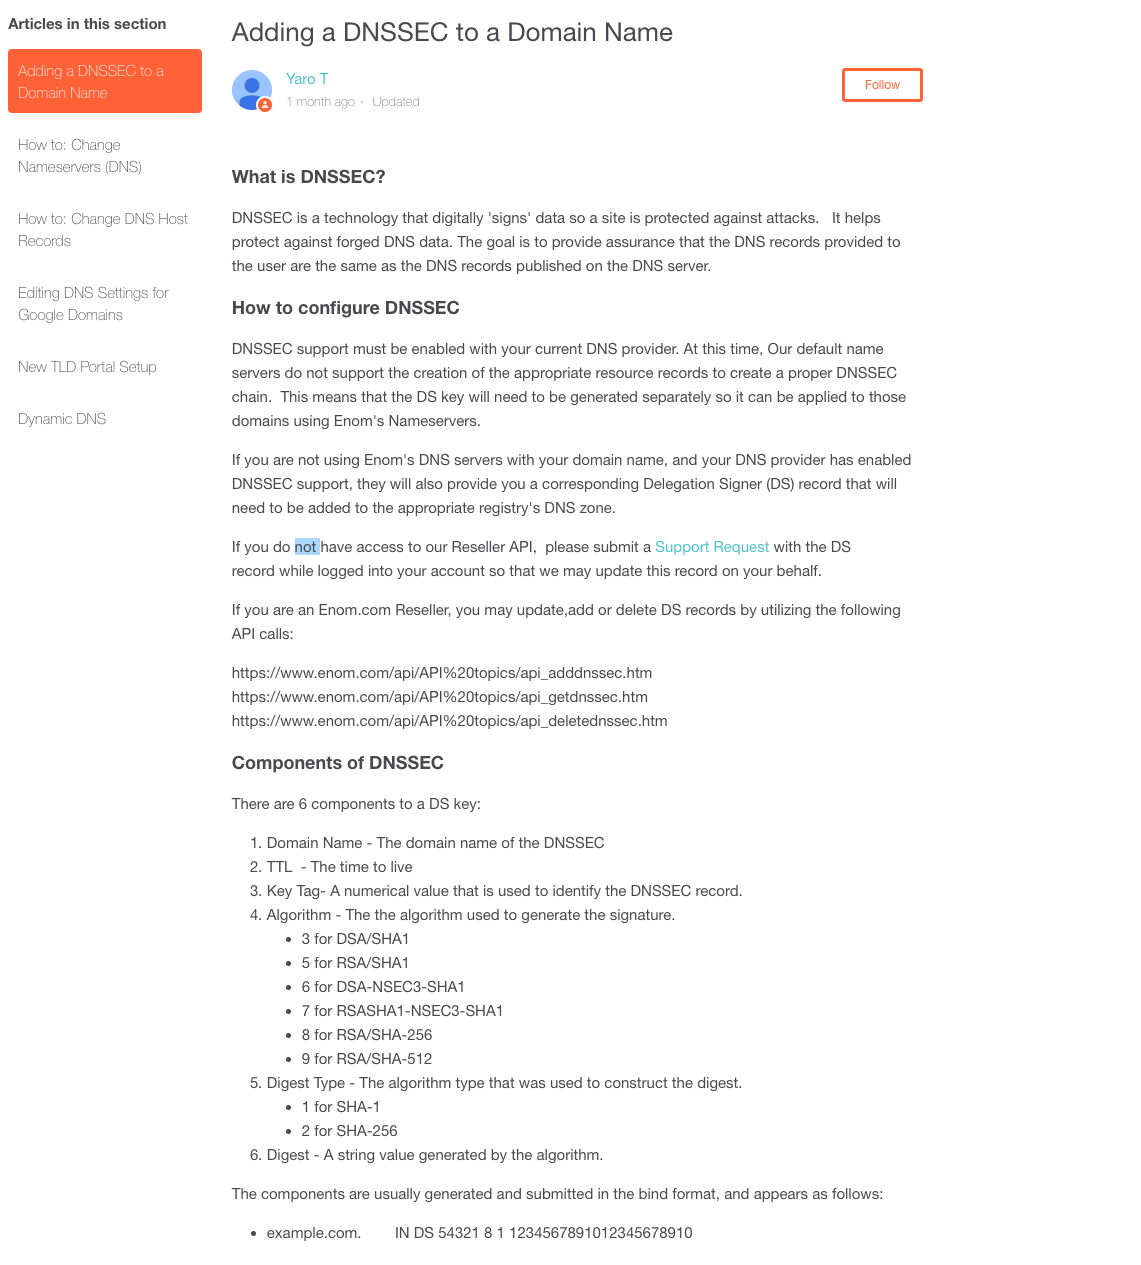 Articles in this section
Adding a DNSSEC to a
Domain Name
How to: Change
Nameservers (DNS)
How to: Change DNS Host
Records
Editing DNS Settings for
Google Domains
New TLD Portal Setup
Dynamic DNS
Adding a DNSSEC to a Domain Name
Yaro T
1 month ago · Updated
Follow
What is DNSSEC?
DNSSEC is a technology that digitally 'signs' data so a site is protected against attacks.   It helps
protect against forged DNS data. The goal is to provide assurance that the DNS records provided to
the user are the same as the DNS records published on the DNS server.
How to configure DNSSEC
DNSSEC support must be enabled with your current DNS provider. At this time, Our default name
servers do not support the creation of the appropriate resource records to create a proper DNSSEC
chain.  This means that the DS key will need to be generated separately so it can be applied to those
domains using Enom's Nameservers.
If you are not using Enom's DNS servers with your domain name, and your DNS provider has enabled
DNSSEC support, they will also provide you a corresponding Delegation Signer (DS) record that will
need to be added to the appropriate registry's DNS zone.
If you do not have access to our Reseller API,  please submit a Support Request with the DS
record while logged into your account so that we may update this record on your behalf.
If you are an Enom.com Reseller, you may update,add or delete DS records by utilizing the following
API calls:
https://www.enom.com/api/API%20topics/api_adddnssec.htm
https://www.enom.com/api/API%20topics/api_getdnssec.htm
https://www.enom.com/api/API%20topics/api_deletednssec.htm
Components of DNSSEC
There are 6 components to a DS key:
1. Domain Name - The domain name of the DNSSEC
2. TTL  - The time to live
3. Key Tag- A numerical value that is used to identify the DNSSEC record.
4. Algorithm - The the algorithm used to generate the signature.
• 3 for DSA/SHA1
• 5 for RSA/SHA1
• 6 for DSA-NSEC3-SHA1
• 7 for RSASHA1-NSEC3-SHA1
• 8 for RSA/SHA-256
• 9 for RSA/SHA-512
5. Digest Type - The algorithm type that was used to construct the digest.
• 1 for SHA-1
• 2 for SHA-256
6. Digest - A string value generated by the algorithm.
The components are usually generated and submitted in the bind format, and appears as follows:
• example.com.        IN DS 54321 8 1 1234567891012345678910